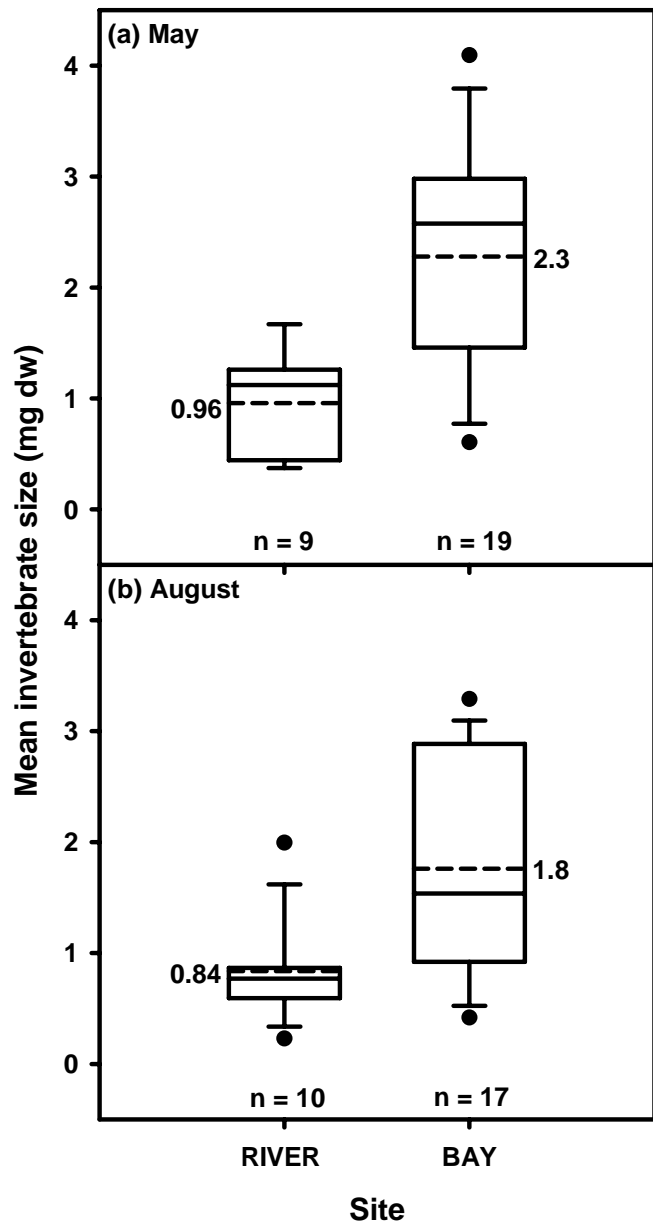 (a) May
4
3
2
1
0
2.3
0.96
n = 9
n = 19
(b) August
4
3
2
1
0
1.8
0.84
n = 10
n = 17
RIVER
BAY
Site
Mean invertebrate size (mg dw)